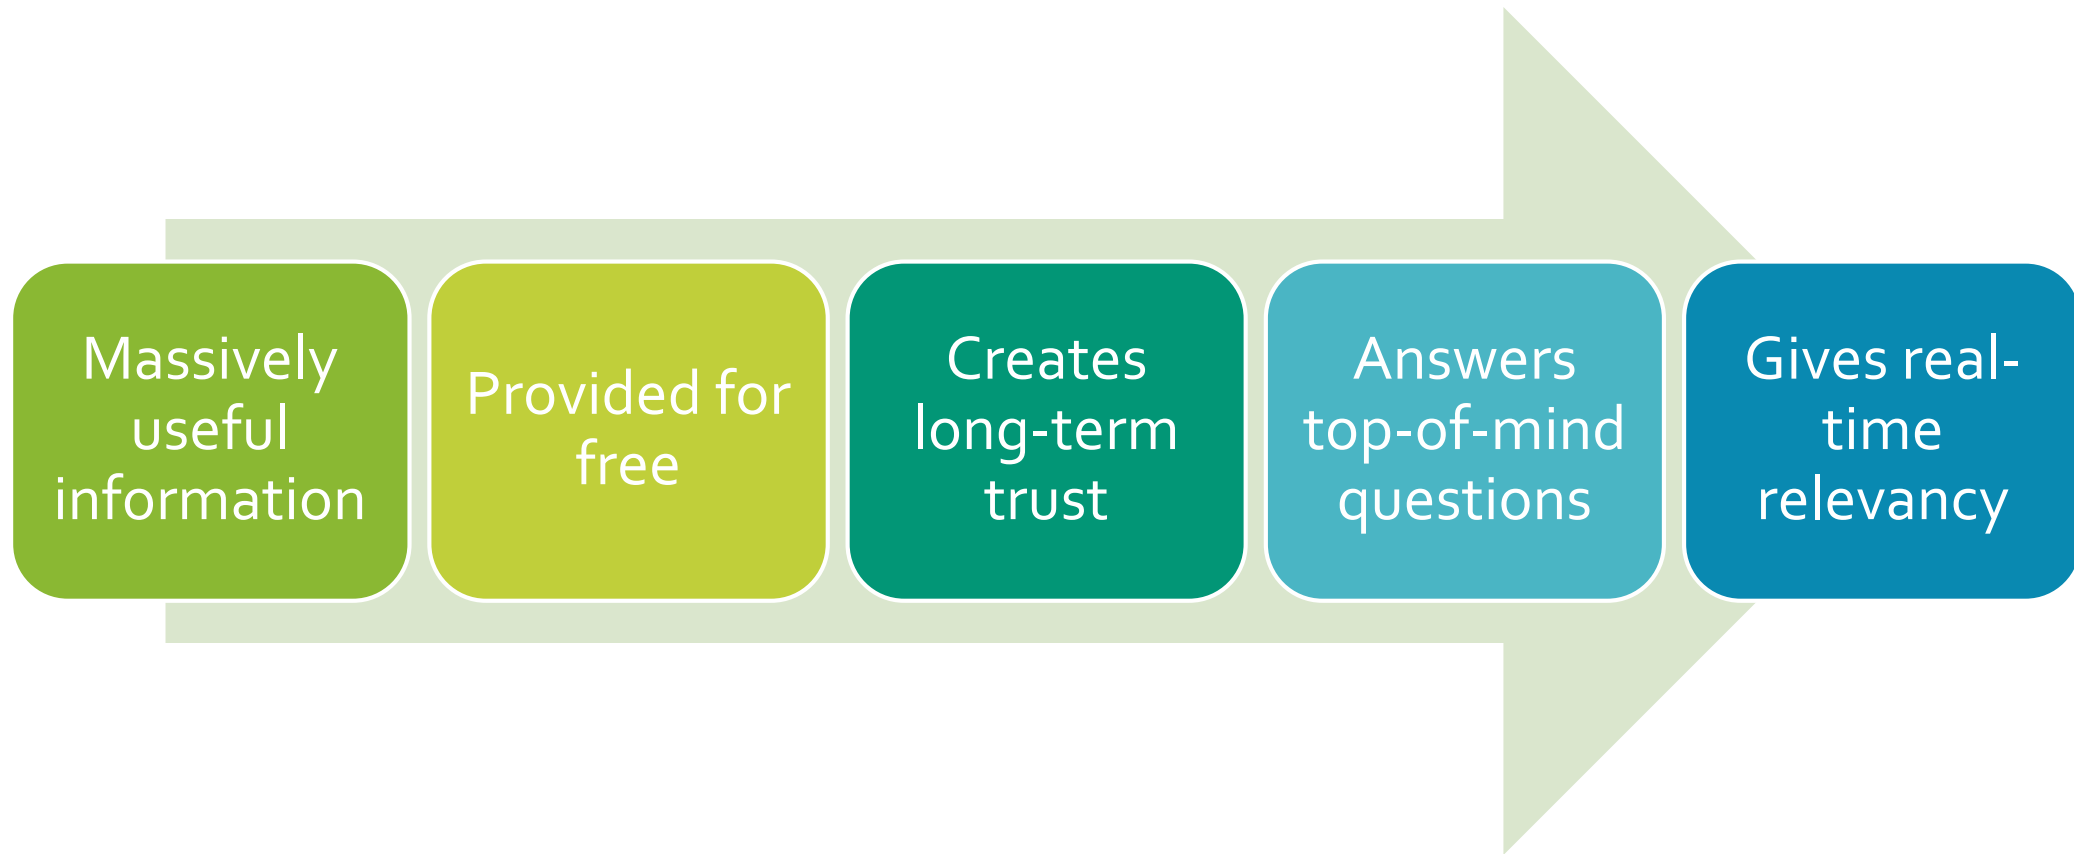 Massively
useful
information
Provided for
free
Creates
long-term
trust
Answers
top-of-mind
questions
Gives real-
time
relevancy